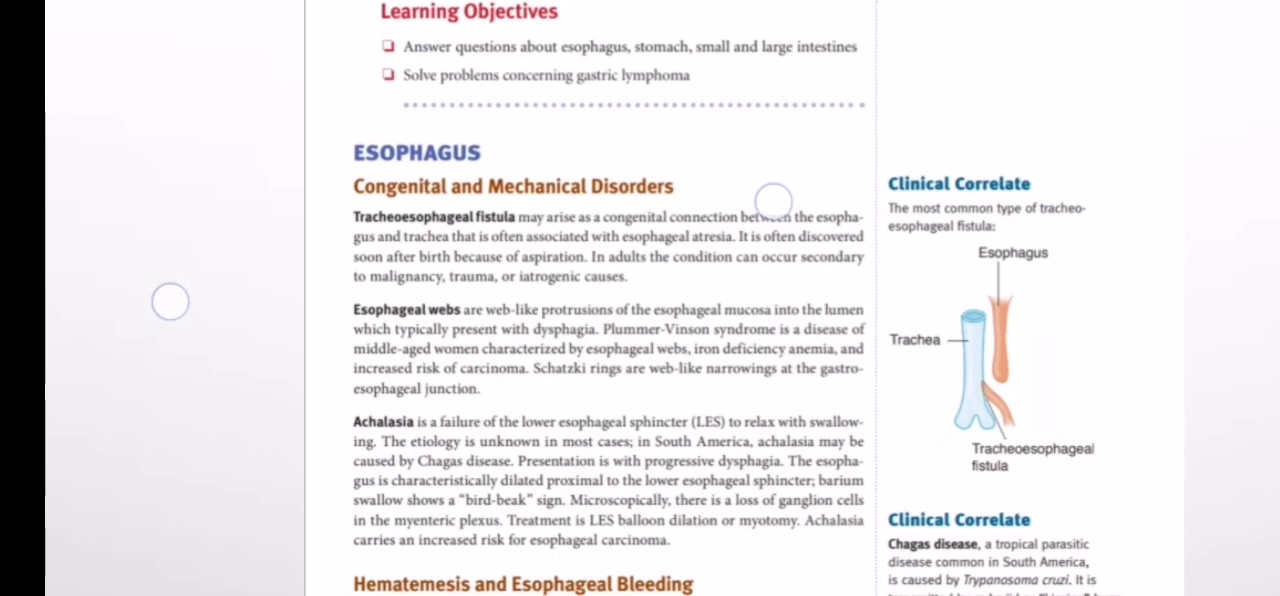 Learning Objectives
❏ Answer questions about esophagus, stomach, small and large intestines
❏ Solve problems concerning gastric lymphoma
ESOPHAGUS
Congenital and Mechanical Disorders
Tracheoesophageal fistula may arise as a congenital connection between the esopha-
gus and trachea that is often associated with esophageal atresia. It is often discovered
soon after birth because of aspiration. In adults the condition can occur secondary
to malignancy, trauma, or iatrogenic causes.
Esophageal webs are web-like protrusions of the esophageal mucosa into the lumen
which typically present with dysphagia. Plummer-Vinson syndrome is a disease of
middle-aged women characterized by esophageal webs, iron deficiency anemia, and
increased risk of carcinoma. Schatzki rings are web-like narrowings at the gastro-
esophageal junction.
Achalasia is a failure of the lower esophageal sphincter (LES) to relax with swallow-
ing. The etiology is unknown in most cases; in South America, achalasia may be
caused by Chagas disease. Presentation is with progressive dysphagia. The esopha-
gus is characteristically dilated proximal to the lower esophageal sphincter; barium
swallow shows a “bird-beak” sign. Microscopically, there is a loss of ganglion cells
in the myenteric plexus. Treatment is LES balloon dilation or myotomy. Achalasia
carries an increased risk for esophageal carcinoma.
Hematemesis and Esophageal Bleeding
Clinical Correlate
The most common type of tracheo-
esophageal fistula:
Esophagus
Trachea
Tracheoesophageal
fistula
Clinical Correlate
Chagas disease, a tropical parasitic
disease common in South America,
is caused by Trypanosoma cruzi. It is